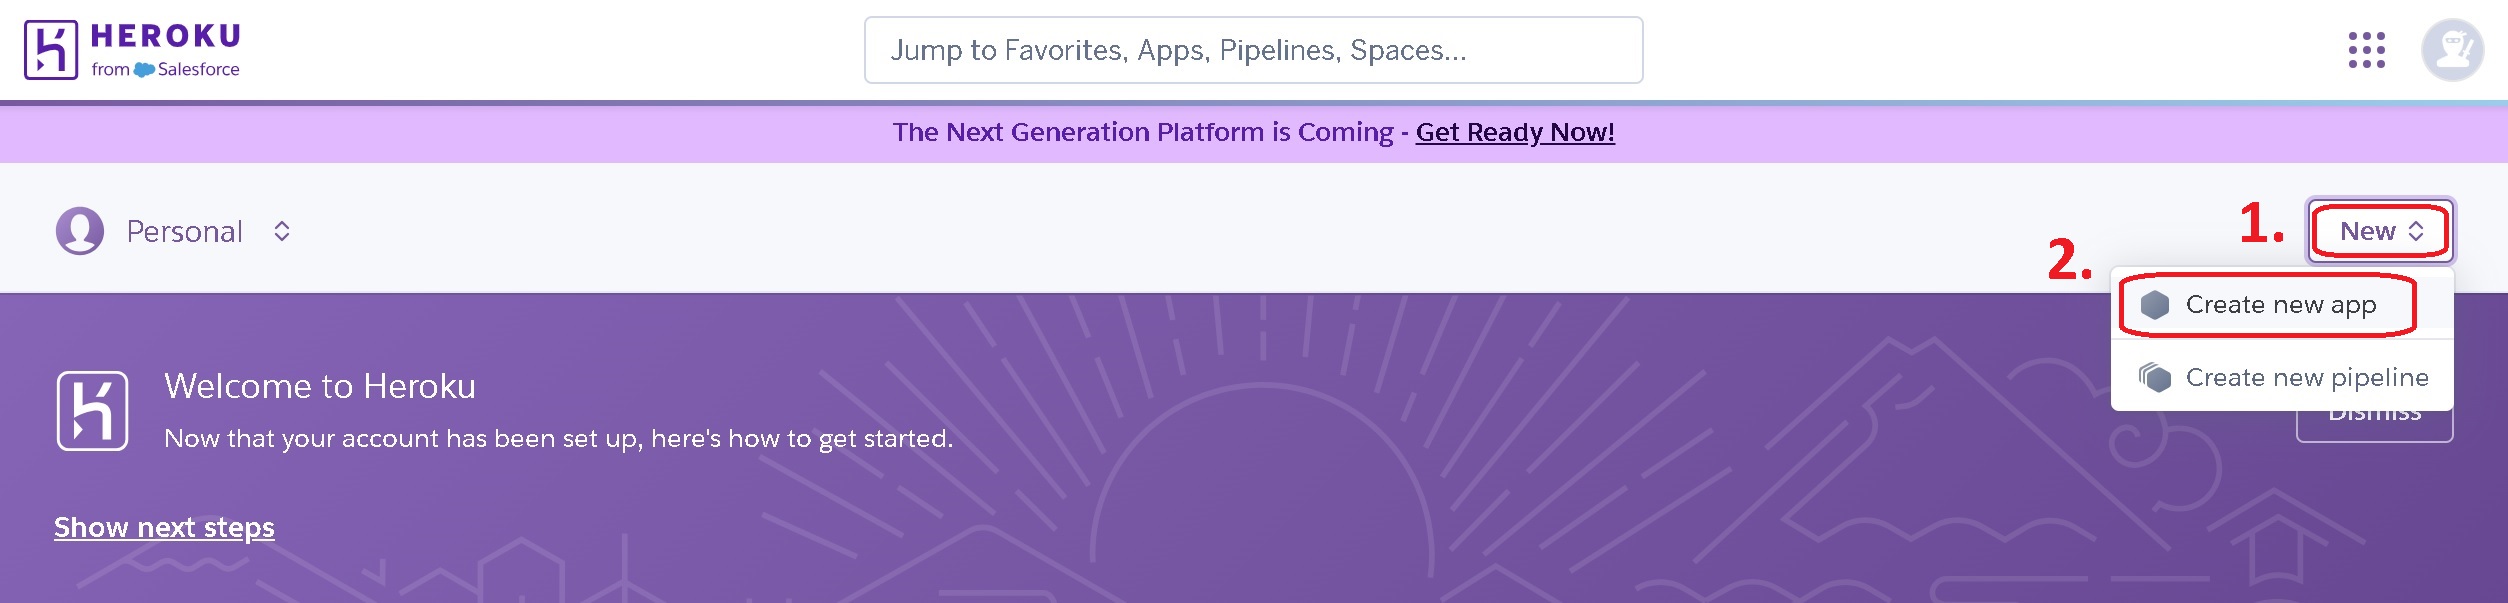 HEROKU
from Salesforce
Jump to Favorites, Apps, Pipelines, Spaces...
The Next Generation Platform is Coming - Get Ready Now!
Personal
1. New
2. Create new app
Create new pipeline
Dismiss
Welcome to Heroku
Now that your account has been set up, here's how to get started.
Show next steps